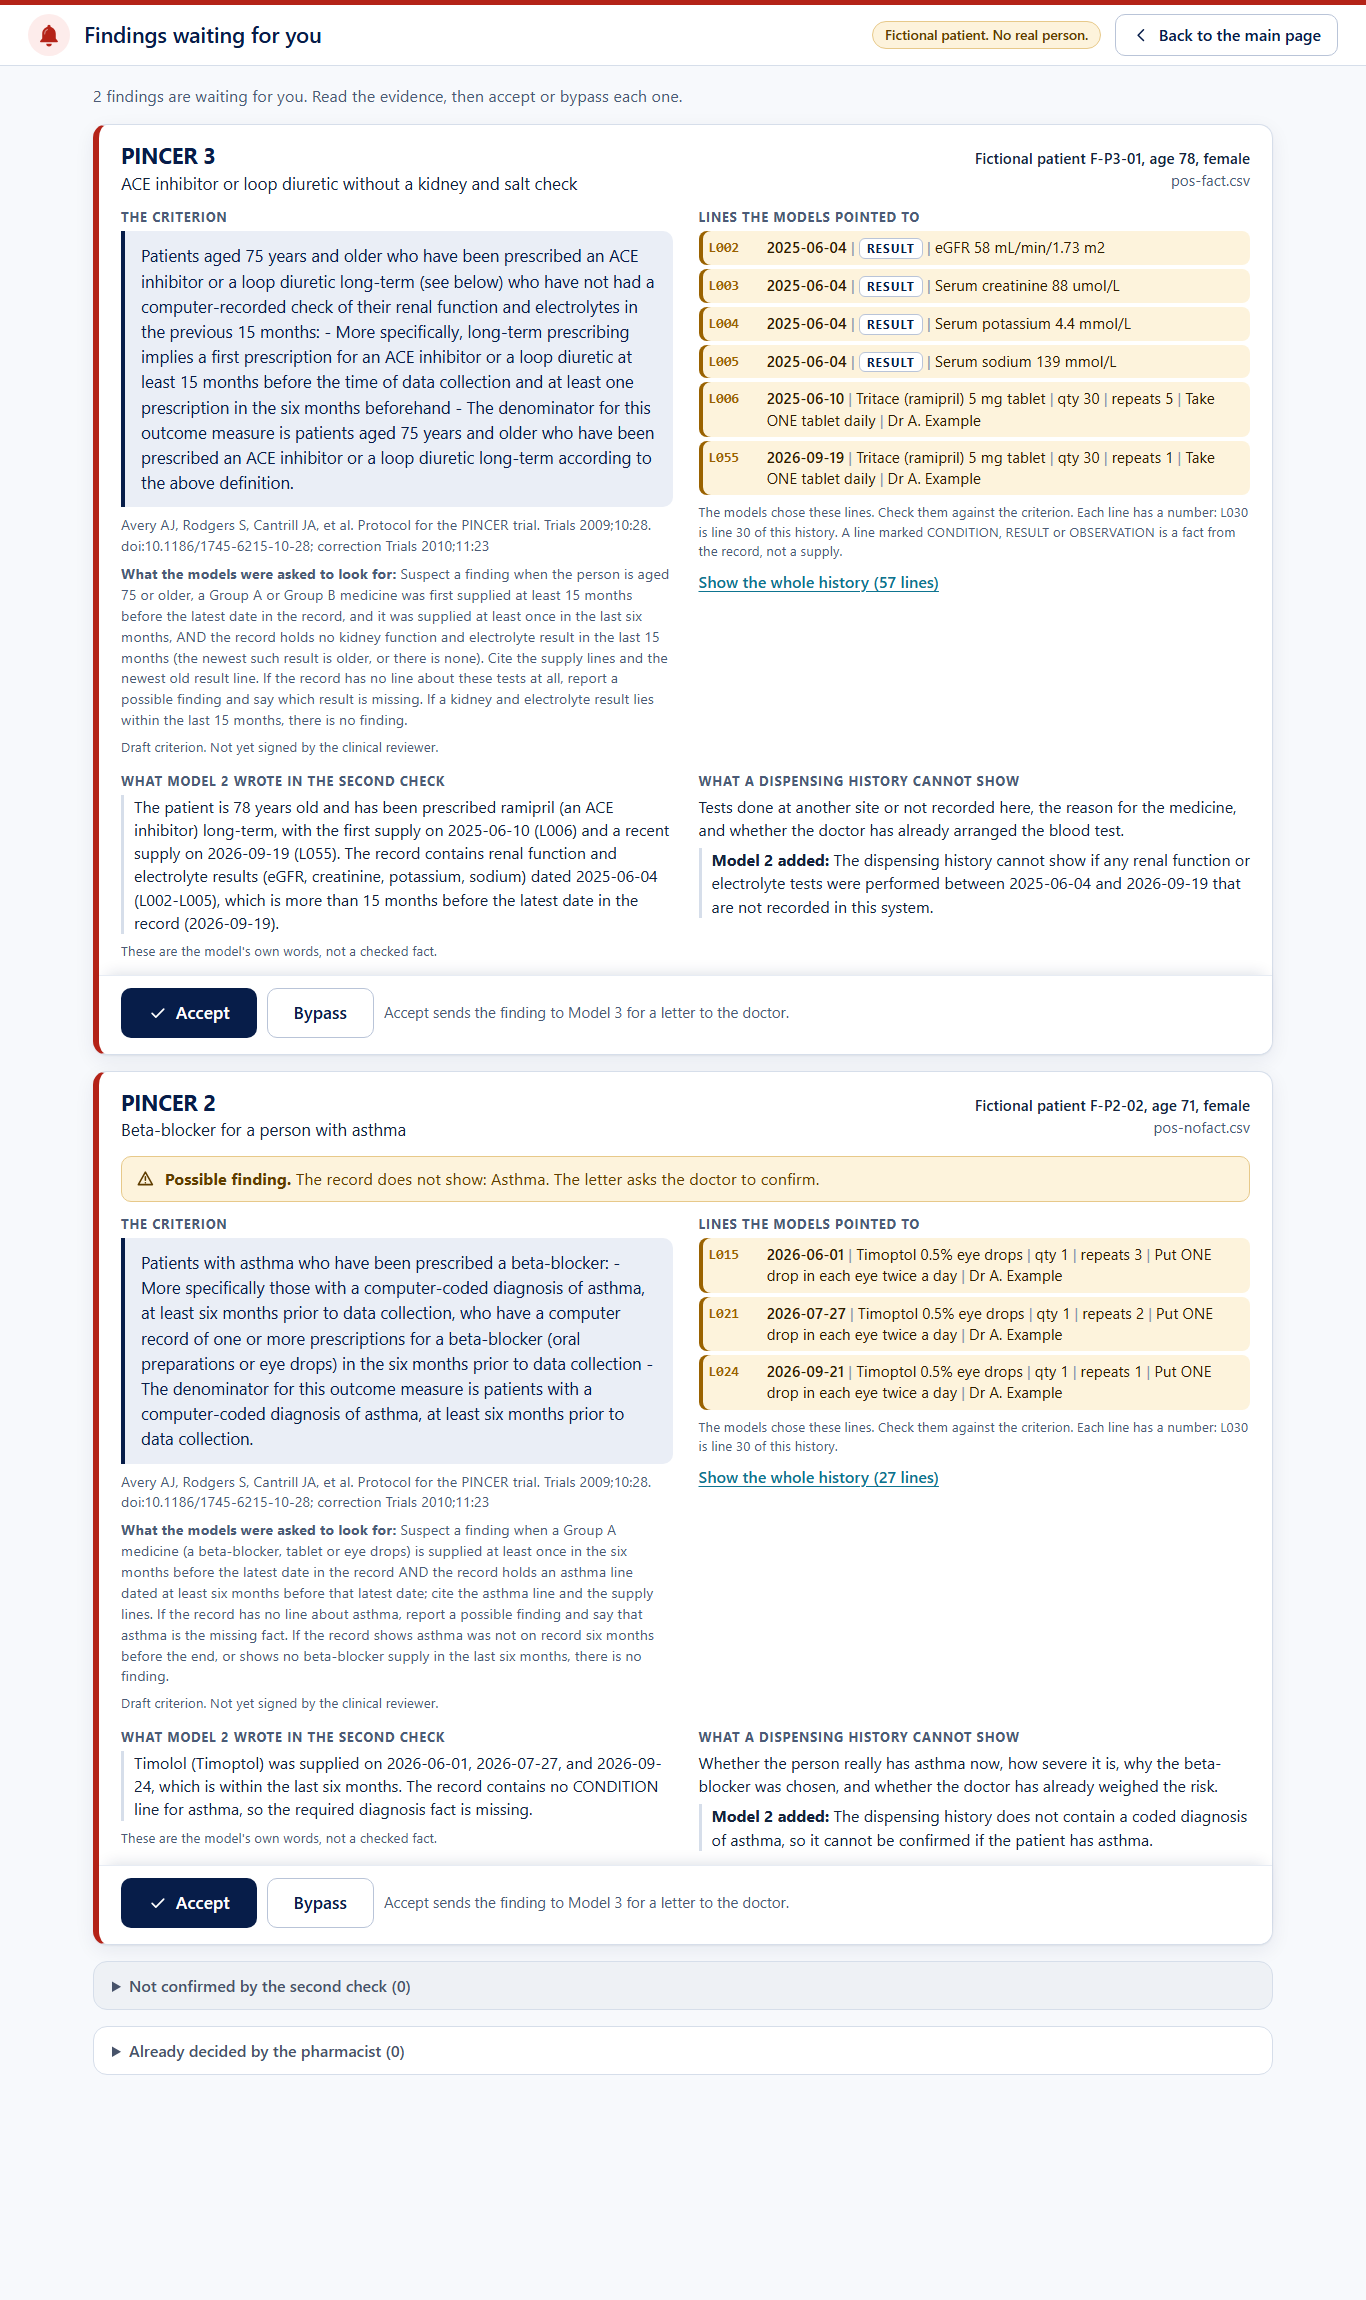 Findings waiting for you
Fictional patient. No real person.
Back to the main page
2 findings are waiting for you. Read the evidence, then accept or bypass each one.
PINCER 3
Fictional patient F-P3-01, age 78, female
ACE inhibitor or loop diuretic without a kidney and salt check
pos-fact.csv
THE CRITERION
Patients aged 75 years and older who have been prescribed an ACE
inhibitor or a loop diuretic long-term (see below) who have not had a
computer-recorded check of their renal function and electrolytes in
the previous 15 months: - More specifically, long-term prescribing
implies a first prescription for an ACE inhibitor or a loop diuretic at
least 15 months before the time of data collection and at least one
prescription in the six months beforehand - The denominator for this
outcome measure is patients aged 75 years and older who have been
prescribed an ACE inhibitor or a loop diuretic long-term according to
the above definition.
Avery AJ, Rodgers S, Cantrill JA, et al. Protocol for the PINCER trial. Trials 2009;10:28.
doi:10.1186/1745-6215-10-28; correction Trials 2010;11:23
What the models were asked to look for: Suspect a finding when the person is aged
75 or older, a Group A or Group B medicine was first supplied at least 15 months
before the latest date in the record, and it was supplied at least once in the last six
months, AND the record holds no kidney function and electrolyte result in the last 15
months (the newest such result is older, or there is none). Cite the supply lines and the
newest old result line. If the record has no line about these tests at all, report a
possible finding and say which result is missing. If a kidney and electrolyte result lies
within the last 15 months, there is no finding.
Draft criterion. Not yet signed by the clinical reviewer.
LINES THE MODELS POINTED TO
L002 2025-06-04 | RESULT | eGFR 58 mL/min/1.73 m2
L003 2025-06-04 | RESULT | Serum creatinine 88 umol/L
L004 2025-06-04 | RESULT | Serum potassium 4.4 mmol/L
L005 2025-06-04 | RESULT | Serum sodium 139 mmol/L
L006 2025-06-10 | Tritace (ramipril) 5 mg tablet | qty 30 | repeats 5 | Take
ONE tablet daily | Dr A. Example
L055 2026-09-19 | Tritace (ramipril) 5 mg tablet | qty 30 | repeats 1 | Take
ONE tablet daily | Dr A. Example
The models chose these lines. Check them against the criterion. Each line has a number: L030
is line 30 of this history. A line marked CONDITION, RESULT or OBSERVATION is a fact from
the record, not a supply.
Show the whole history (57 lines)
WHAT MODEL 2 WROTE IN THE SECOND CHECK
The patient is 78 years old and has been prescribed ramipril (an ACE
inhibitor) long-term, with the first supply on 2025-06-10 (L006) and a recent
supply on 2026-09-19 (L055). The record contains renal function and
electrolyte results (eGFR, creatinine, potassium, sodium) dated 2025-06-04
(L002-L005), which is more than 15 months before the latest date in the
record (2026-09-19).
These are the model's own words, not a checked fact.
WHAT A DISPENSING HISTORY CANNOT SHOW
Tests done at another site or not recorded here, the reason for the medicine,
and whether the doctor has already arranged the blood test.
Model 2 added: The dispensing history cannot show if any renal function or
electrolyte tests were performed between 2025-06-04 and 2026-09-19 that
are not recorded in this system.
Accept
Bypass
Accept sends the finding to Model 3 for a letter to the doctor.
PINCER 2
Fictional patient F-P2-02, age 71, female
Beta-blocker for a person with asthma
pos-nofact.csv
Possible finding. The record does not show: Asthma. The letter asks the doctor to confirm.
THE CRITERION
Patients with asthma who have been prescribed a beta-blocker: -
More specifically those with a computer-coded diagnosis of asthma,
at least six months prior to data collection, who have a computer
record of one or more prescriptions for a beta-blocker (oral
preparations or eye drops) in the six months prior to data collection -
The denominator for this outcome measure is patients with a
computer-coded diagnosis of asthma, at least six months prior to
data collection.
Avery AJ, Rodgers S, Cantrill JA, et al. Protocol for the PINCER trial. Trials 2009;10:28.
doi:10.1186/1745-6215-10-28; correction Trials 2010;11:23
What the models were asked to look for: Suspect a finding when a Group A
medicine (a beta-blocker, tablet or eye drops) is supplied at least once in the six
months before the latest date in the record AND the record holds an asthma line
dated at least six months before that latest date; cite the asthma line and the supply
lines. If the record has no line about asthma, report a possible finding and say that
asthma is the missing fact. If the record shows asthma was not on record six months
before the end, or shows no beta-blocker supply in the last six months, there is no
finding.
Draft criterion. Not yet signed by the clinical reviewer.
LINES THE MODELS POINTED TO
L015 2026-06-01 | Timoptol 0.5% eye drops | qty 1 | repeats 3 | Put ONE
drop in each eye twice a day | Dr A. Example
L021 2026-07-27 | Timoptol 0.5% eye drops | qty 1 | repeats 2 | Put ONE
drop in each eye twice a day | Dr A. Example
L024 2026-09-21 | Timoptol 0.5% eye drops | qty 1 | repeats 1 | Put ONE
drop in each eye twice a day | Dr A. Example
The models chose these lines. Check them against the criterion. Each line has a number: L030
is line 30 of this history.
Show the whole history (27 lines)
WHAT MODEL 2 WROTE IN THE SECOND CHECK
Timolol (Timoptol) was supplied on 2026-06-01, 2026-07-27, and 2026-09-
24, which is within the last six months. The record contains no CONDITION
line for asthma, so the required diagnosis fact is missing.
These are the model's own words, not a checked fact.
WHAT A DISPENSING HISTORY CANNOT SHOW
Whether the person really has asthma now, how severe it is, why the beta-
blocker was chosen, and whether the doctor has already weighed the risk.
Model 2 added: The dispensing history does not contain a coded diagnosis
of asthma, so it cannot be confirmed if the patient has asthma.
Accept
Bypass
Accept sends the finding to Model 3 for a letter to the doctor.
Not confirmed by the second check (0)
Already decided by the pharmacist (0)